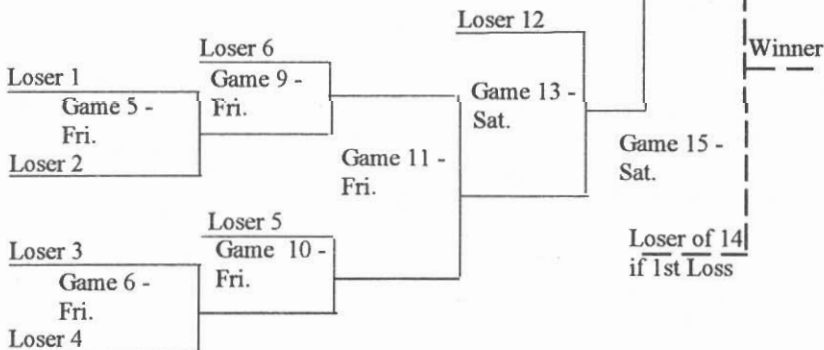 Loser 12
Loser 6
Winner
Loser 1
Game 9 -
Fri.
Game 5 -
Fri.
Game 13 -
Sat.
Loser 2
Game 11 -
Fri.
Game 15 -
Sat.
Loser 5
Loser 3
Game 10 -
Fri.
Loser of 14
if 1st Loss
Game 6 -
Fri.
Loser 4